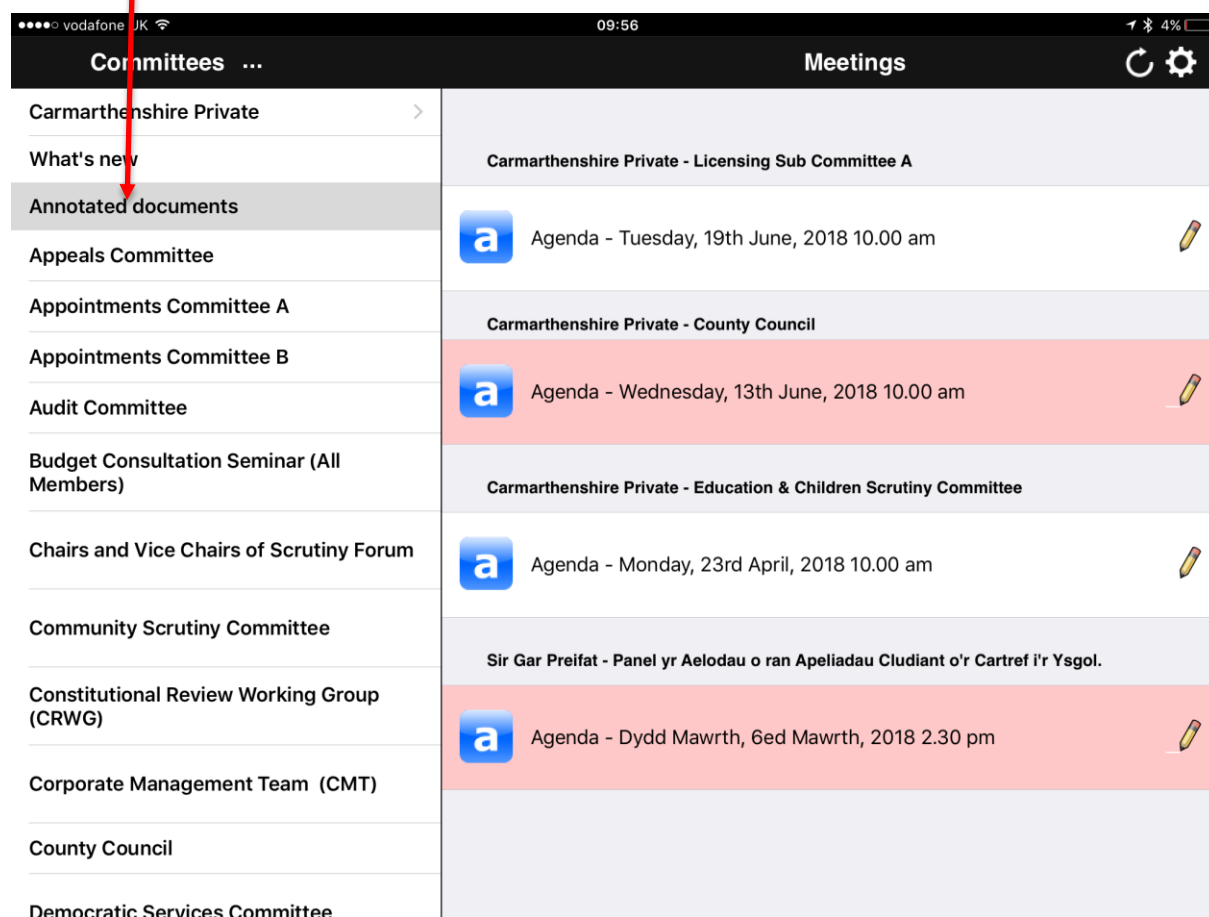 vodafone UK
09:56
4%
Committees ...
Meetings
Carmarthenshire Private
What's new
Annotated documents
Appeals Committee
Appointments Committee A
Appointments Committee B
Audit Committee
Budget Consultation Seminar (All
Members)
Chairs and Vice Chairs of Scrutiny Forum
Community Scrutiny Committee
Constitutional Review Working Group
(CRWG)
Corporate Management Team (CMT)
County Council
Democratic Services Committee
Carmarthenshire Private - Licensing Sub Committee A
a Agenda - Tuesday, 19th June, 2018 10.00 am
Carmarthenshire Private - County Council
a Agenda - Wednesday, 13th June, 2018 10.00 am
Carmarthenshire Private - Education & Children Scrutiny Committee
a Agenda - Monday, 23rd April, 2018 10.00 am
Sir Gar Preifat - Panel yr Aelodau o ran Apeliadau Cludiant o'r Cartref i'r Ysgol.
a Agenda - Dydd Mawrth, 6ed Mawrth, 2018 2.30 pm